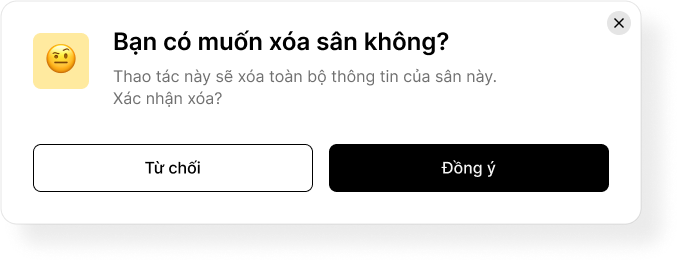 Bạn có muốn xóa sân không?
Thao tác này sẽ xóa toàn bộ thông tin của sân này.
Xác nhận xóa?
Từ chối
Đồng ý